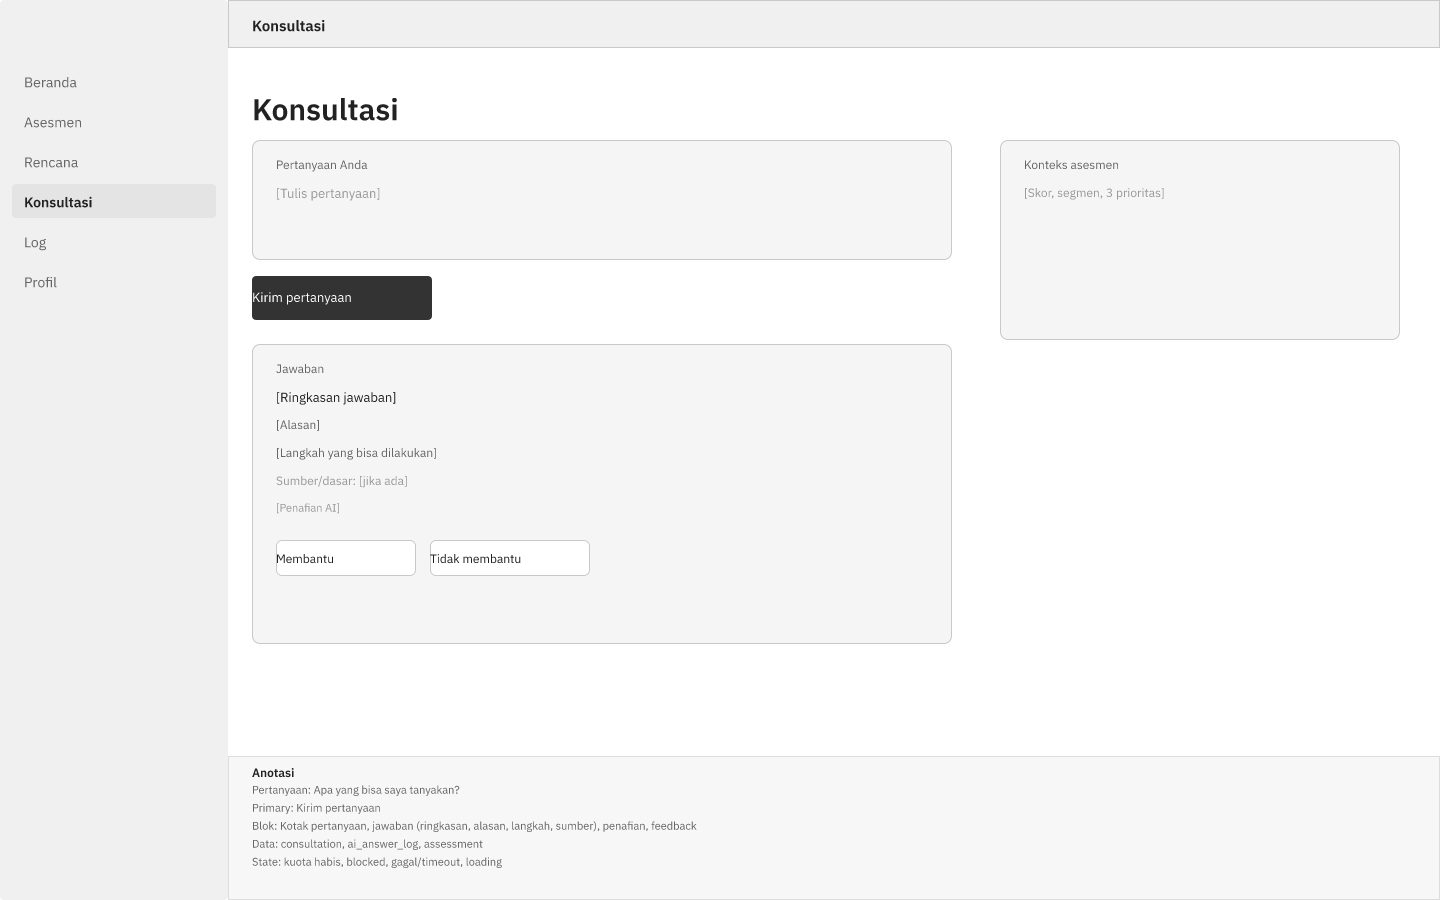 Beranda
Asesmen
Rencana
Konsultasi
Log
Profil
Konsultasi
Konsultasi
Pertanyaan Anda
[Tulis pertanyaan]
Kirim pertanyaan
Jawaban
[Ringkasan jawaban]
[Alasan]
[Langkah yang bisa dilakukan]
Sumber/dasar: [jika ada]
[Penafian AI]
Membantu
Tidak membantu
Konteks asesmen
[Skor, segmen, 3 prioritas]
Anotasi
Pertanyaan: Apa yang bisa saya tanyakan?
Primary: Kirim pertanyaan
Blok: Kotak pertanyaan, jawaban (ringkasan, alasan, langkah, sumber), penafian, feedback
Data: consultation, ai_answer_log, assessment
State: kuota habis, blocked, gagal/timeout, loading